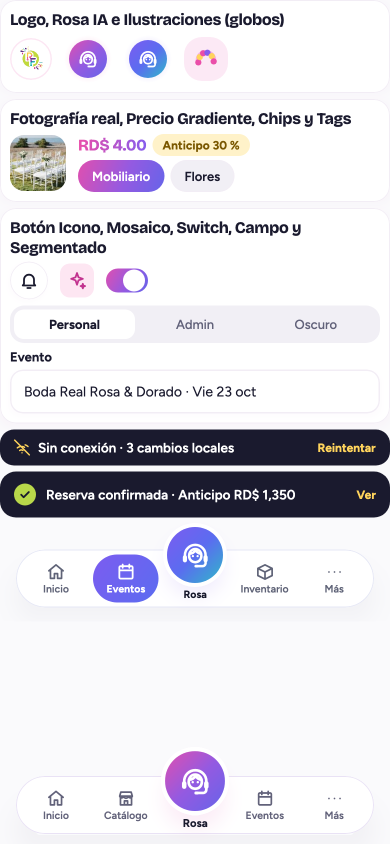 Logo, Rosa IA e Ilustraciones (globos)
Fotografía real, Precio Gradiente, Chips y Tags
RD$ 4.00 Anticipo 30 %
Mobiliario Flores
Botón Icono, Mosaico, Switch, Campo y
Segmentado
Personal Admin Oscuro
Evento
Boda Real Rosa & Dorado · Vie 23 oct
Sin conexión · 3 cambios locales Reintentar
Reserva confirmada · Anticipo RD$ 1,350 Ver
Inicio Eventos Rosa Inventario Más
Inicio Catálogo Rosa Eventos Más